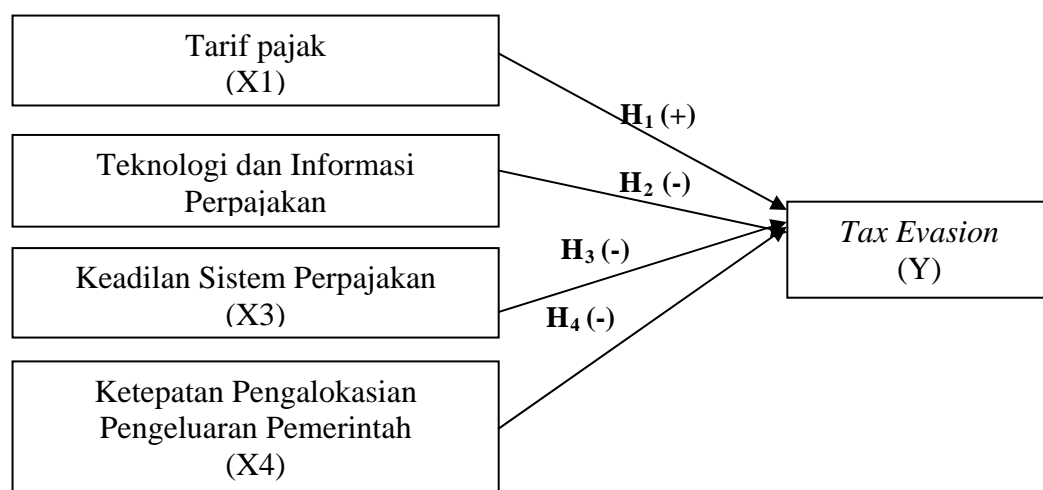 Tarif pajak
(X1)
H₁ (+)
Teknologi dan Informasi
Perpajakan
H₂ (-)
Keadilan Sistem Perpajakan
(X3)
H₃ (-)
H₄ (-)
Ketepatan Pengalokasian
Pengeluaran Pemerintah
(X4)
Tax Evasion
(Y)